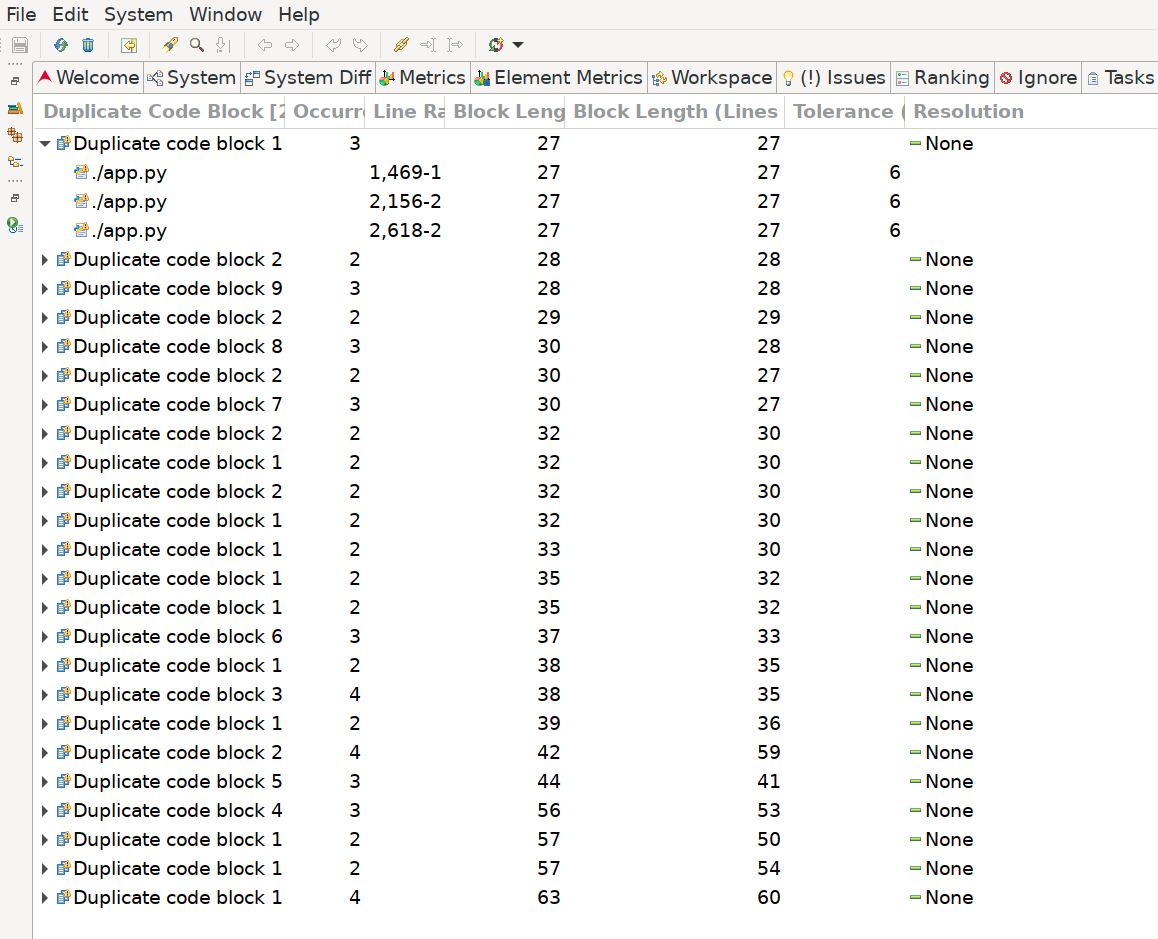 File Edit System Window Help
Welcome System System Diff Metrics Element Metrics Workspace (!) Issues Ranking Ignore Tasks
Duplicate Code Block [2 Occurr Line Ra Block Leng Block Length (Lines Tolerance ( Resolution
Duplicate code block 1 3 27 27 None
./app.py 1,469-1 27 27 6
./app.py 2,156-2 27 27 6
./app.py 2,618-2 27 27 6
Duplicate code block 2 2 28 28 None
Duplicate code block 9 3 28 28 None
Duplicate code block 2 2 29 29 None
Duplicate code block 8 3 30 28 None
Duplicate code block 2 2 30 27 None
Duplicate code block 7 3 30 27 None
Duplicate code block 2 2 32 30 None
Duplicate code block 1 2 32 30 None
Duplicate code block 2 2 32 30 None
Duplicate code block 1 2 32 30 None
Duplicate code block 1 2 33 30 None
Duplicate code block 1 2 35 32 None
Duplicate code block 1 2 35 32 None
Duplicate code block 6 3 37 33 None
Duplicate code block 1 2 38 35 None
Duplicate code block 3 4 38 35 None
Duplicate code block 1 2 39 36 None
Duplicate code block 2 4 42 59 None
Duplicate code block 5 3 44 41 None
Duplicate code block 4 3 56 53 None
Duplicate code block 1 2 57 50 None
Duplicate code block 1 2 57 54 None
Duplicate code block 1 4 63 60 None